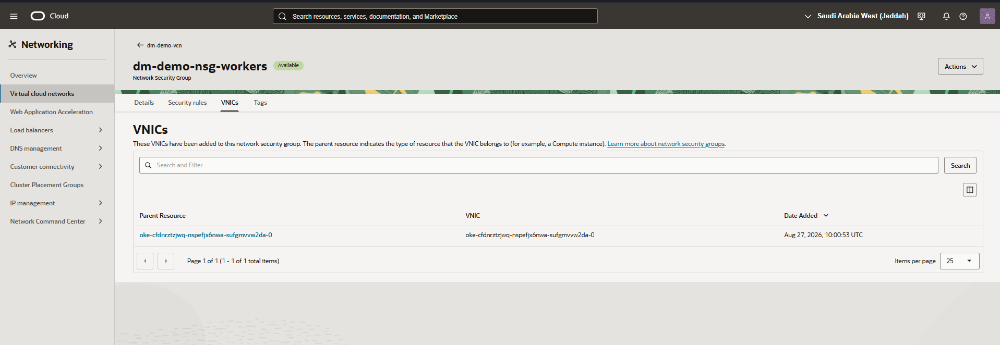 Cloud
Search resources, services, documentation, and Marketplace
Saudi Arabia West (Jeddah)
Networking
Overview
Virtual cloud networks
Web Application Acceleration
Load balancers
DNS management
Customer connectivity
Cluster Placement Groups
IP management
Network Command Center
dm-demo-vcn
dm-demo-nsg-workers Available
Network Security Group
Actions
Details Security rules VNICs Tags
VNICs
These VNICs have been added to this network security group. The parent resource indicates the type of resource that the VNIC belongs to (for example, a Compute instance). Learn more about network security groups.
Search and Filter Search
Parent Resource VNIC Date Added
oke-cfdnrztzjwq-nspefjx6nwa-sufgmvvw2da-0 oke-cfdnrztzjwq-nspefjx6nwa-sufgmvvw2da-0 Aug 27, 2026, 10:00:53 UTC
Page 1 of 1 (1 - 1 of 1 total items) Items per page 25